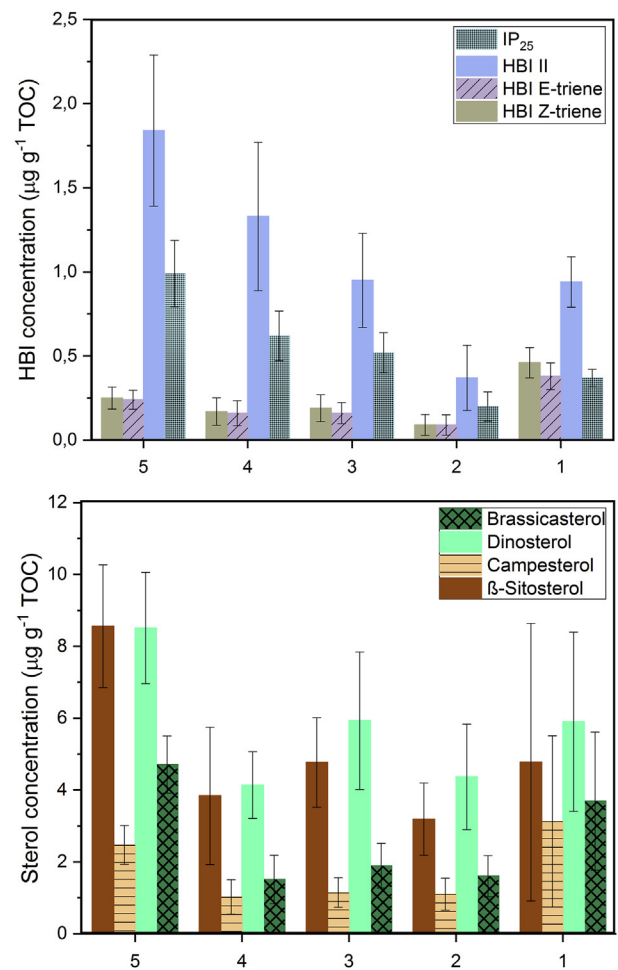 HBI concentration (µg g⁻¹ TOC)
2,5
2,0
1,5
1,0
0,5
0,0
IP₂₅
HBI II
HBI E-triene
HBI Z-triene
5 4 3 2 1
Sterol concentration (µg g⁻¹ TOC)
12
10
8
6
4
2
0
Brassicasterol
Dinosterol
Campesterol
ß-Sitosterol
5 4 3 2 1